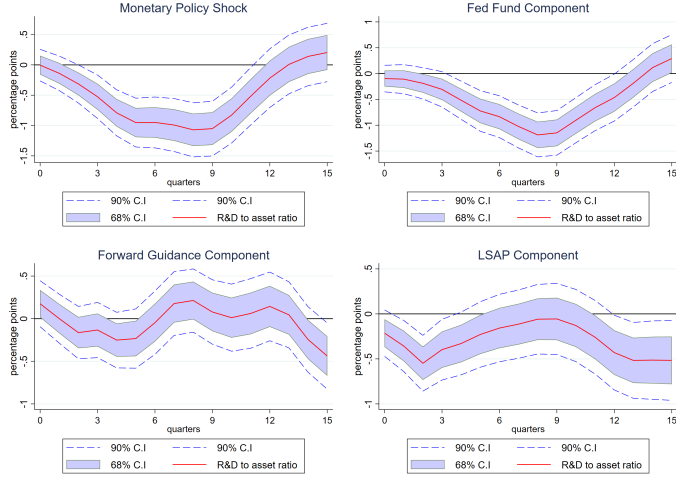 Monetary Policy Shock
percentage points
.5
0
-.5
-1
-1.5
0
3
6
9
12
15
quarters
90% C.I
90% C.I
68% C.I
R&D to asset ratio
Fed Fund Component
percentage points
1
.5
0
-.5
-1
-1.5
0
3
6
9
12
15
quarters
90% C.I
90% C.I
68% C.I
R&D to asset ratio
Forward Guidance Component
percentage points
.5
0
-.5
-1
0
3
6
9
12
15
quarters
90% C.I
90% C.I
68% C.I
R&D to asset ratio
LSAP Component
percentage points
.5
0
-.5
-1
0
3
6
9
12
15
quarters
90% C.I
90% C.I
68% C.I
R&D to asset ratio